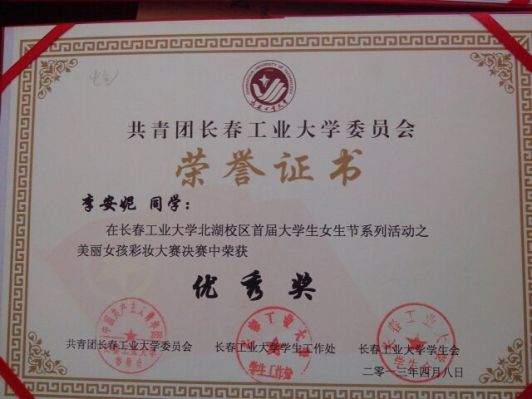 共青团长春工业大学委员会
荣誉证书
李安妮 同学：
在长春工业大学北湖校区首届大学生女生节系列活动之
美丽女孩彩妆大赛决赛中荣获
优秀奖
共青团长春工业大学委员会 长春工业大学学生工作处 长春工业大学学生会
二零一三年四月八日